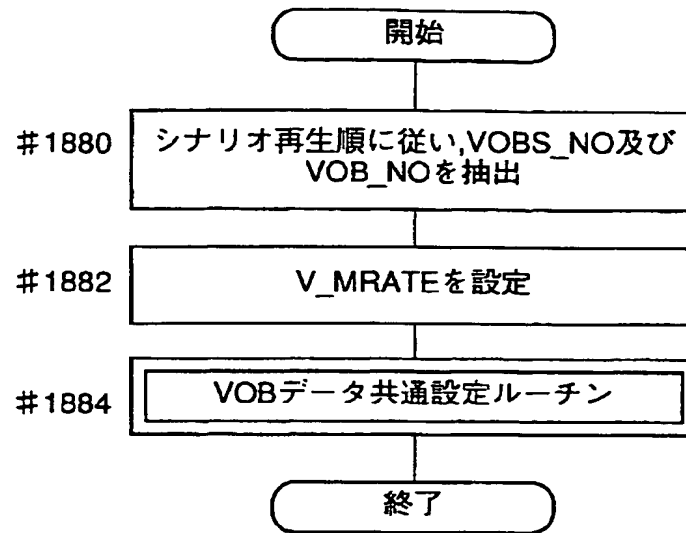 開始
#1880
シナリオ再生順に従い,VOBS_NO及び
VOB_NOを抽出
#1882
V_MRATEを設定
#1884
VOBデータ共通設定ルーチン
終了